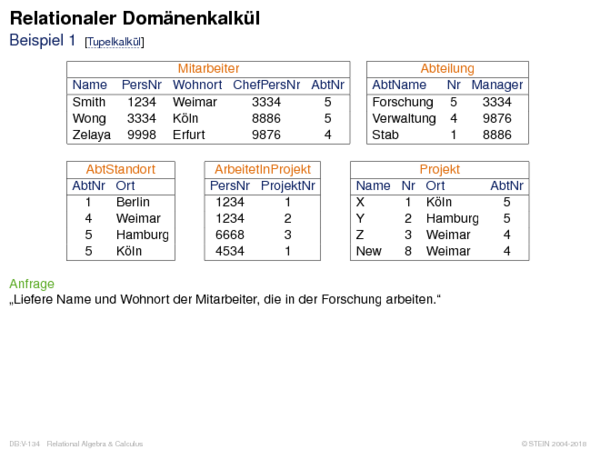 Relationaler Domänenkalkül
Beispiel 1 [Tupelkalkül]
Mitarbeiter
Name PersNr Wohnort ChefPersNr AbtNr
Smith 1234 Weimar 3334 5
Wong 3334 Köln 8886 5
Zelaya 9998 Erfurt 9876 4
Abteilung
AbtName Nr Manager
Forschung 5 3334
Verwaltung 4 9876
Stab 1 8886
AbtStandort
AbtNr Ort
1 Berlin
4 Weimar
5 Hamburg
5 Köln
ArbeitetInProjekt
PersNr ProjektNr
1234 1
1234 2
6668 3
4534 1
Projekt
Name Nr Ort AbtNr
X 1 Köln 5
Y 2 Hamburg 5
Z 3 Weimar 4
New 8 Weimar 4
Anfrage
„Liefere Name und Wohnort der Mitarbeiter, die in der Forschung arbeiten.“
DB:V-134 Relational Algebra & Calculus
© STEIN 2004-2018